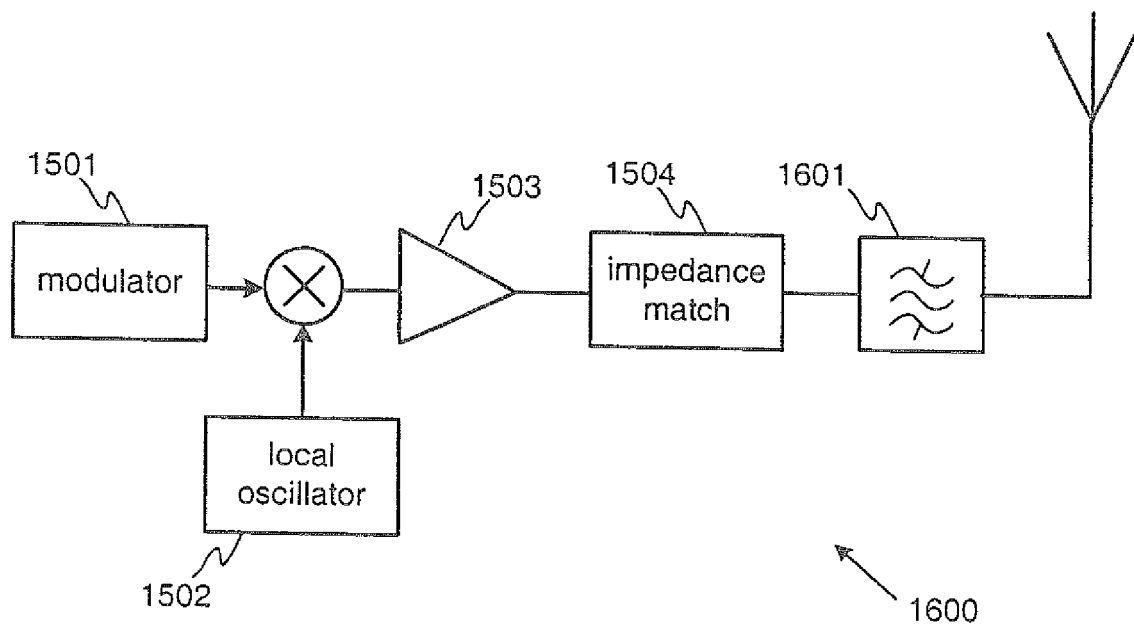 1501
1503
1504
1601
modulator
impedance
match
local
oscillator
1502
1600